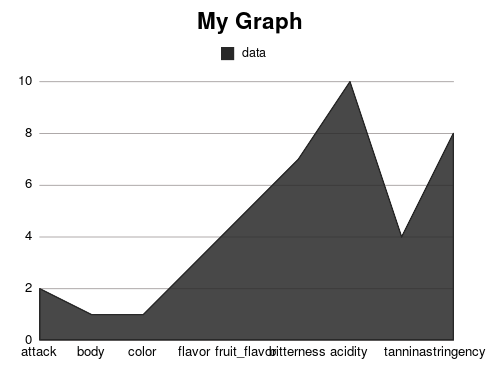 My Graph
data
10
8
6
4
2
0
attack body color flavor fruit_flavor bitterness acidity tannin astringency